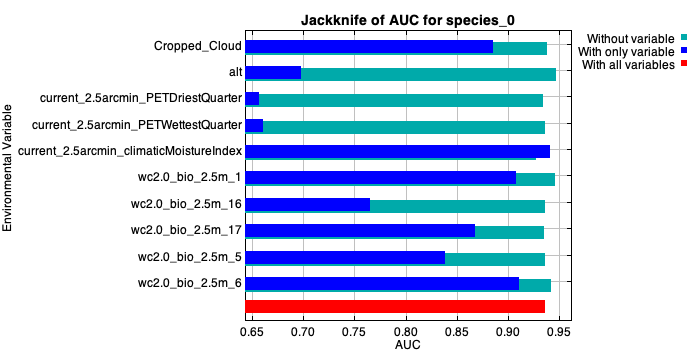 Jackknife of AUC for species_0
Without variable
With only variable
With all variables
Environmental Variable
Cropped_Cloud
alt
current_2.5arcmin_PETDriestQuarter
current_2.5arcmin_PETWettestQuarter
current_2.5arcmin_climaticMoistureIndex
wc2.0_bio_2.5m_1
wc2.0_bio_2.5m_16
wc2.0_bio_2.5m_17
wc2.0_bio_2.5m_5
wc2.0_bio_2.5m_6
0.65 0.70 0.75 0.80 0.85 0.90 0.95
AUC